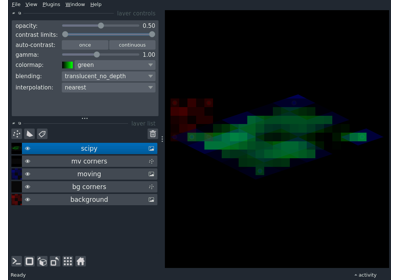 File View Plugins Window Help
layer controls
opacity: 0.50
contrast limits:
auto-contrast: once continuous
gamma: 1.00
colormap: green
blending: translucent_no_depth
interpolation: nearest
layer list
scipy
mv corners
moving
bg corners
background
Ready
activity